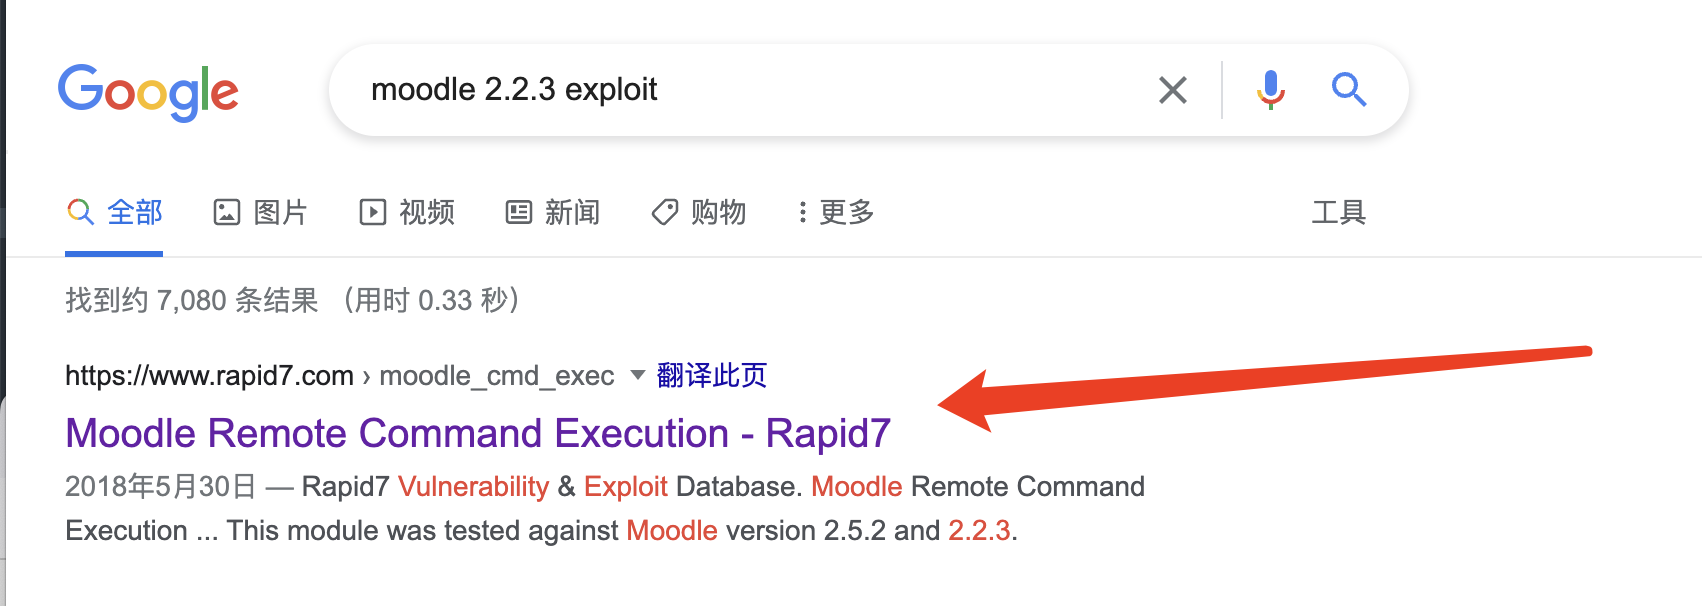 Google
moodle 2.2.3 exploit
全部 图片 视频 新闻 购物 更多 工具
找到约 7,080 条结果 （用时 0.33 秒）
https://www.rapid7.com › moodle_cmd_exec 翻译此页
Moodle Remote Command Execution - Rapid7
2018年5月30日 — Rapid7 Vulnerability & Exploit Database. Moodle Remote Command
Execution ... This module was tested against Moodle version 2.5.2 and 2.2.3.